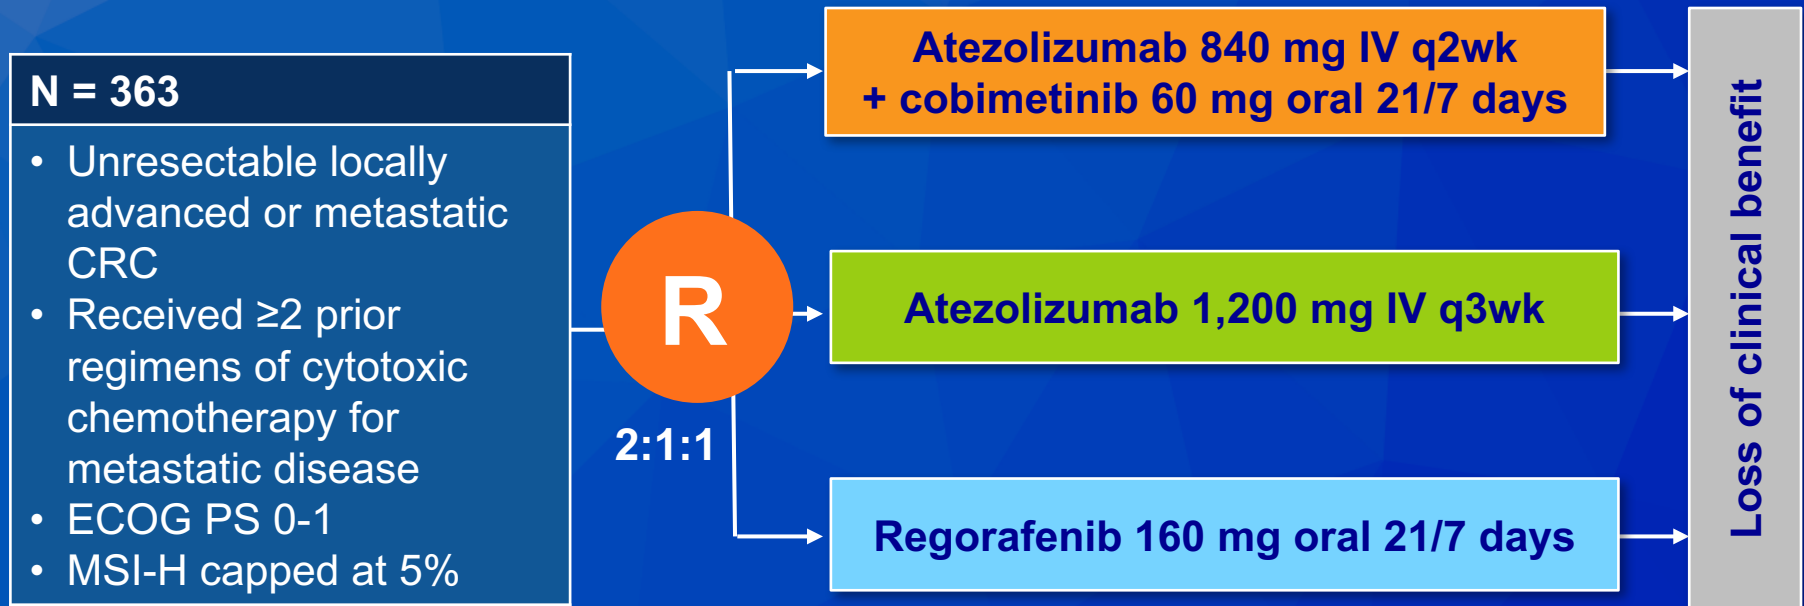 N = 363
• Unresectable locally
advanced or metastatic
CRC
• Received ≥2 prior
regimens of cytotoxic
chemotherapy for
metastatic disease
• ECOG PS 0-1
• MSI-H capped at 5%
R
2:1:1
Atezolizumab 840 mg IV q2wk
+ cobimetinib 60 mg oral 21/7 days
Atezolizumab 1,200 mg IV q3wk
Regorafenib 160 mg oral 21/7 days
Loss of clinical benefit